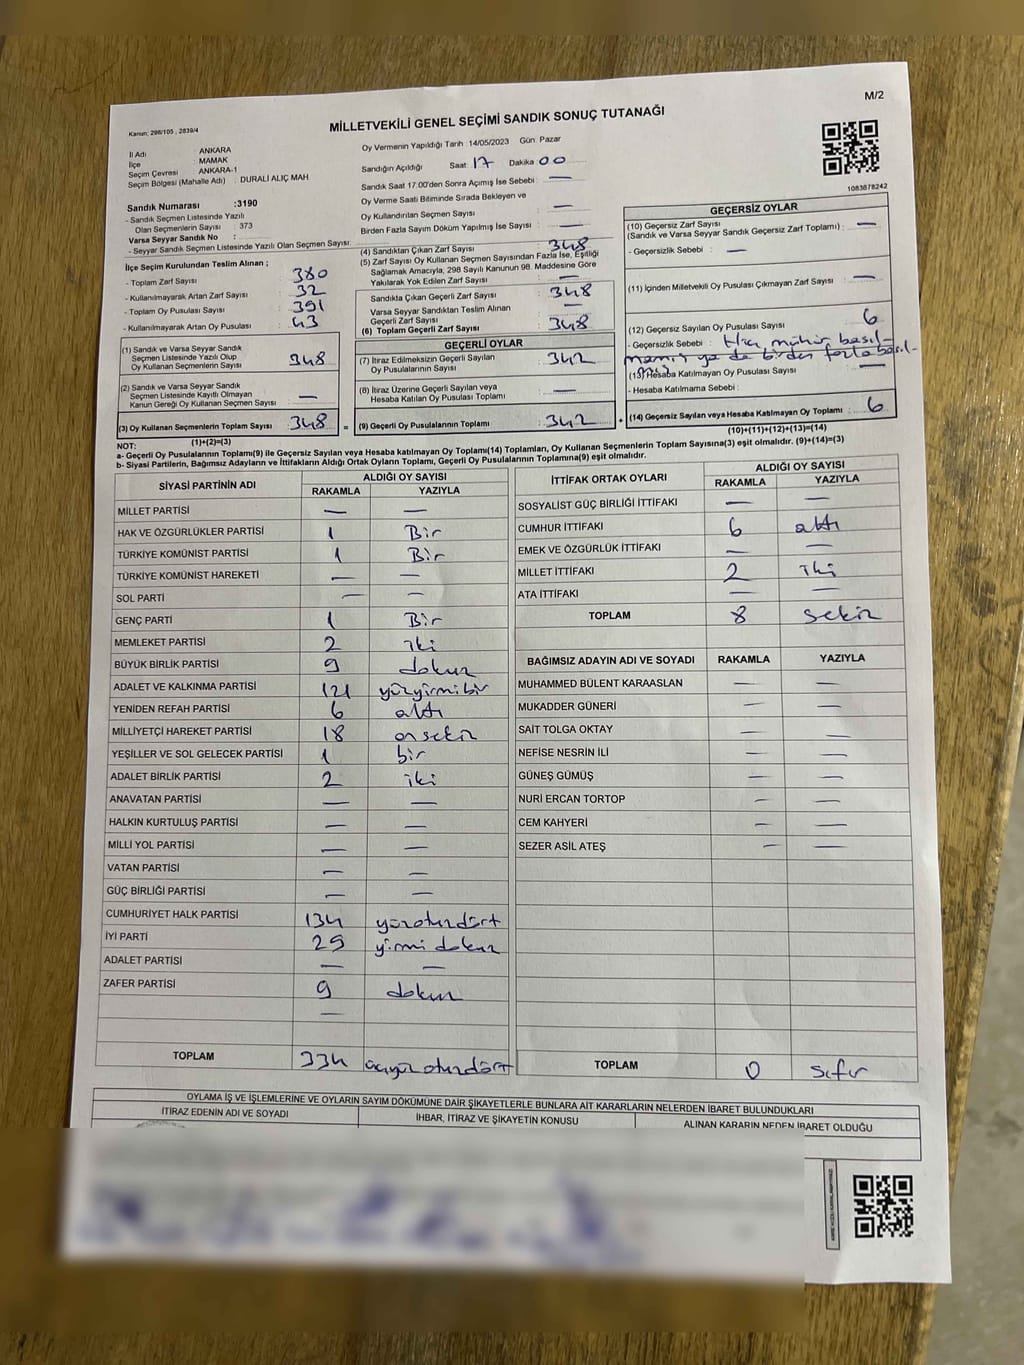 M/2
Kanun; 298/105 , 2839/4
MİLLETVEKİLİ GENEL SEÇİMİ SANDIK SONUÇ TUTANAĞI
İl Adı ANKARA
İlçe MAMAK
Seçim Çevresi ANKARA-1
Seçim Bölgesi (Mahalle Adı) : DURALİ ALIÇ MAH
Oy Vermenin Yapıldığı Tarih :14/05/2023 Gün: Pazar
Sandığın Açıldığı Saat: 17 Dakika 00
Sandık Saat 17:00'den Sonra Açımış İse Sebebi : —
Oy Verme Saati Bitiminde Sırada Bekleyen ve
Oy Kullandırılan Seçmen Sayısı : —
Birden Fazla Sayım Döküm Yapılmış İse Sayısı : —
1083878242
Sandık Numarası :3190
- Sandık Seçmen Listesinde Yazılı
Olan Seçmenlerin Sayısı : 373
Varsa Seyyar Sandık No :
- Seyyar Sandık Seçmen Listesinde Yazılı Olan Seçmen Sayısı:
İlçe Seçim Kurulundan Teslim Alınan ;
- Toplam Zarf Sayısı : 380
- Kullanılmayarak Artan Zarf Sayısı : 32
- Toplam Oy Pusulası Sayısı : 391
- Kullanılmayarak Artan Oy Pusulası : 43
(1) Sandık ve Varsa Seyyar Sandık
Seçmen Listesinde Yazılı Olup
Oy Kullanan Seçmenlerin Sayısı : 348
(2) Sandık ve Varsa Seyyar Sandık
Seçmen Listesinde Kayıtlı Olmayan
Kanun Gereği Oy Kullanan Seçmen Sayısı : —
(3) Oy Kullanan Seçmenlerin Toplam Sayısı : 348
(1)+(2)=(3)
(4) Sandıktan Çıkan Zarf Sayısı : 348
(5) Zarf Sayısı Oy Kullanan Seçmen Sayısından Fazla İse, Eşitliği
Sağlamak Amacıyla, 298 Sayılı Kanunun 98. Maddesine Göre
Yakılarak Yok Edilen Zarf Sayısı : —
Sandıkta Çıkan Geçerli Zarf Sayısı : 348
Varsa Seyyar Sandıktan Teslim Alınan
Geçerli Zarf Sayısı : —
(6) Toplam Geçerli Zarf Sayısı : 348
GEÇERLİ OYLAR
(7) İtiraz Edilmeksizin Geçerli Sayılan
Oy Pusulalarının Sayısı : 342
(8) İtiraz Üzerine Geçerli Sayılan veya
Hesaba Katılan Oy Pusulası Toplamı : —
= (9) Geçerli Oy Pusulalarının Toplamı : 342 +
GEÇERSİZ OYLAR
(10) Geçersiz Zarf Sayısı : —
(Sandık ve Varsa Seyyar Sandık Geçersiz Zarf Toplamı)
- Geçersizlik Sebebi : —
(11) İçinden Milletvekili Oy Pusulası Çıkmayan Zarf Sayısı : —
(12) Geçersiz Sayılan Oy Pusulası Sayısı : 6
- Geçersizlik Sebebi : Hiç mühür basıl-
mamış ya da birden fazla basıl-
mış
(13) Hesaba Katılmayan Oy Pusulası Sayısı : —
- Hesaba Katılmama Sebebi :
(14) Geçersiz Sayılan veya Hesaba Katılmayan Oy Toplamı : 6
(10)+(11)+(12)+(13)=(14)
NOT:
a- Geçerli Oy Pusulalarının Toplamı(9) ile Geçersiz Sayılan veya Hesaba katılmayan Oy Toplamı(14) Toplamları, Oy Kullanan Seçmenlerin Toplam Sayısına(3) eşit olmalıdır. (9)+(14)=(3)
b- Siyasi Partilerin, Bağımsız Adayların ve İttifakların Aldığı Ortak Oyların Toplamı, Geçerli Oy Pusulalarının Toplamına(9) eşit olmalıdır.
SİYASİ PARTİNİN ADI ALDIĞI OY SAYISI
RAKAMLA YAZIYLA
MİLLET PARTİSİ — —
HAK VE ÖZGÜRLÜKLER PARTİSİ 1 Bir
TÜRKİYE KOMÜNİST PARTİSİ 1 Bir
TÜRKİYE KOMÜNİST HAREKETİ — —
SOL PARTİ — —
GENÇ PARTİ 1 Bir
MEMLEKET PARTİSİ 2 iki
BÜYÜK BİRLİK PARTİSİ 9 dokuz
ADALET VE KALKINMA PARTİSİ 121 yüzyirmibir
YENİDEN REFAH PARTİSİ 6 altı
MİLLİYETÇİ HAREKET PARTİSİ 18 onsekiz
YEŞİLLER VE SOL GELECEK PARTİSİ 1 bir
ADALET BİRLİK PARTİSİ 2 iki
ANAVATAN PARTİSİ — —
HALKIN KURTULUŞ PARTİSİ — —
MİLLİ YOL PARTİSİ — —
VATAN PARTİSİ — —
GÜÇ BİRLİĞİ PARTİSİ — —
CUMHURİYET HALK PARTİSİ 134 yüzotuzdört
İYİ PARTİ 29 yirmi dokuz
ADALET PARTİSİ — —
ZAFER PARTİSİ 9 dokuz
—
TOPLAM 334 üçyüzotuzdört
İTTİFAK ORTAK OYLARI ALDIĞI OY SAYISI
RAKAMLA YAZIYLA
SOSYALİST GÜÇ BİRLİĞİ İTTİFAKI — —
CUMHUR İTTİFAKI 6 altı
EMEK VE ÖZGÜRLÜK İTTİFAKI — —
MİLLET İTTİFAKI 2 iki
ATA İTTİFAKI — —
TOPLAM 8 sekiz
BAĞIMSIZ ADAYIN ADI VE SOYADI RAKAMLA YAZIYLA
MUHAMMED BÜLENT KARAASLAN — —
MUKADDER GÜNERİ — —
SAİT TOLGA OKTAY — —
NEFİSE NESRİN İLİ — —
GÜNEŞ GÜMÜŞ — —
NURİ ERCAN TORTOP — —
CEM KAHYERİ — —
SEZER ASİL ATEŞ — —
TOPLAM 0 sıfır
OYLAMA İŞ VE İŞLEMLERİNE VE OYLARIN SAYIM DÖKÜMÜNE DAİR ŞİKAYETLERLE BUNLARA AİT KARARLARIN NELERDEN İBARET BULUNDUKLARI
İTİRAZ EDENİN ADI VE SOYADI İHBAR, İTİRAZ VE ŞİKAYETİN KONUSU ALINAN KARARIN NEDEN İBARET OLDUĞU